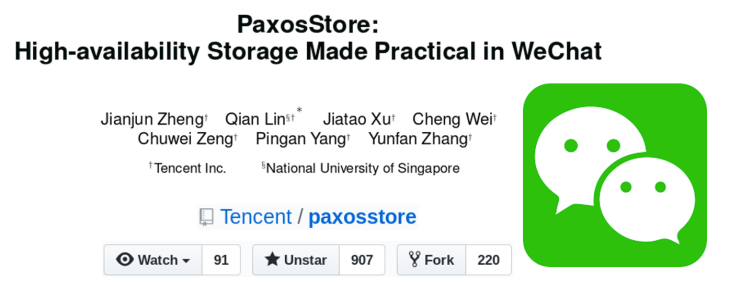 PaxosStore:
High-availability Storage Made Practical in WeChat
Jianjun Zheng† Qian Lin§†* Jiatao Xu† Cheng Wei†
Chuwei Zeng† Pingan Yang† Yunfan Zhang†
†Tencent Inc. §National University of Singapore
Tencent / paxosstore
Watch 91 Unstar 907 Fork 220